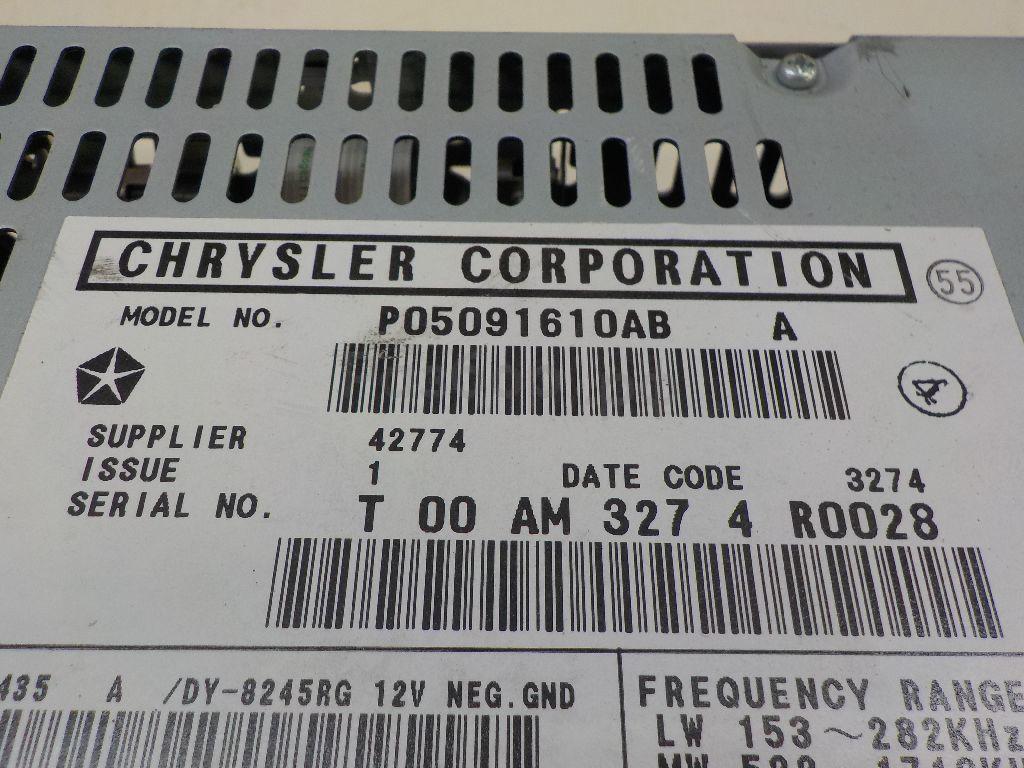 CHRYSLER CORPORATION
55
MODEL NO. P05091610AB A
SUPPLIER 42774
ISSUE 1 DATE CODE 3274
SERIAL NO. T 00 AM 327 4 R0028
435 A /DY-8245RG 12V NEG.GND
FREQUENCY RANGE
LW 153~282KHz
MW